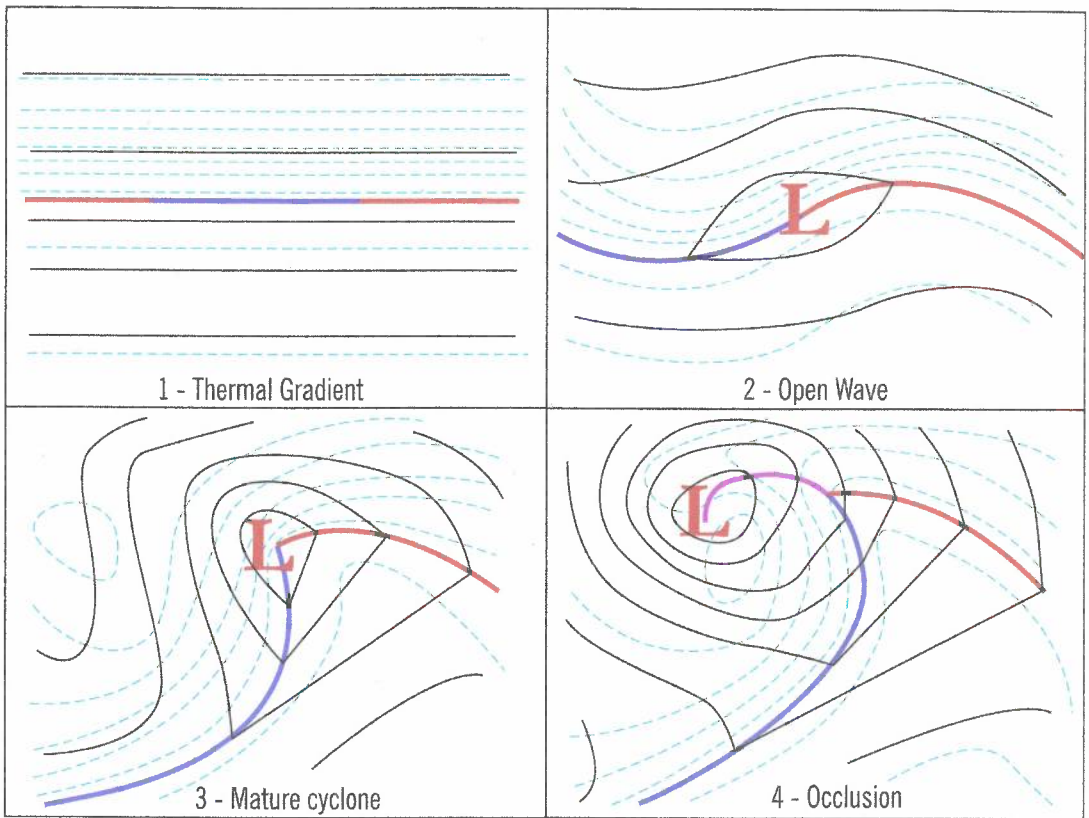 1 - Thermal Gradient
L
2 - Open Wave
L
3 - Mature cyclone
L
4 - Occlusion